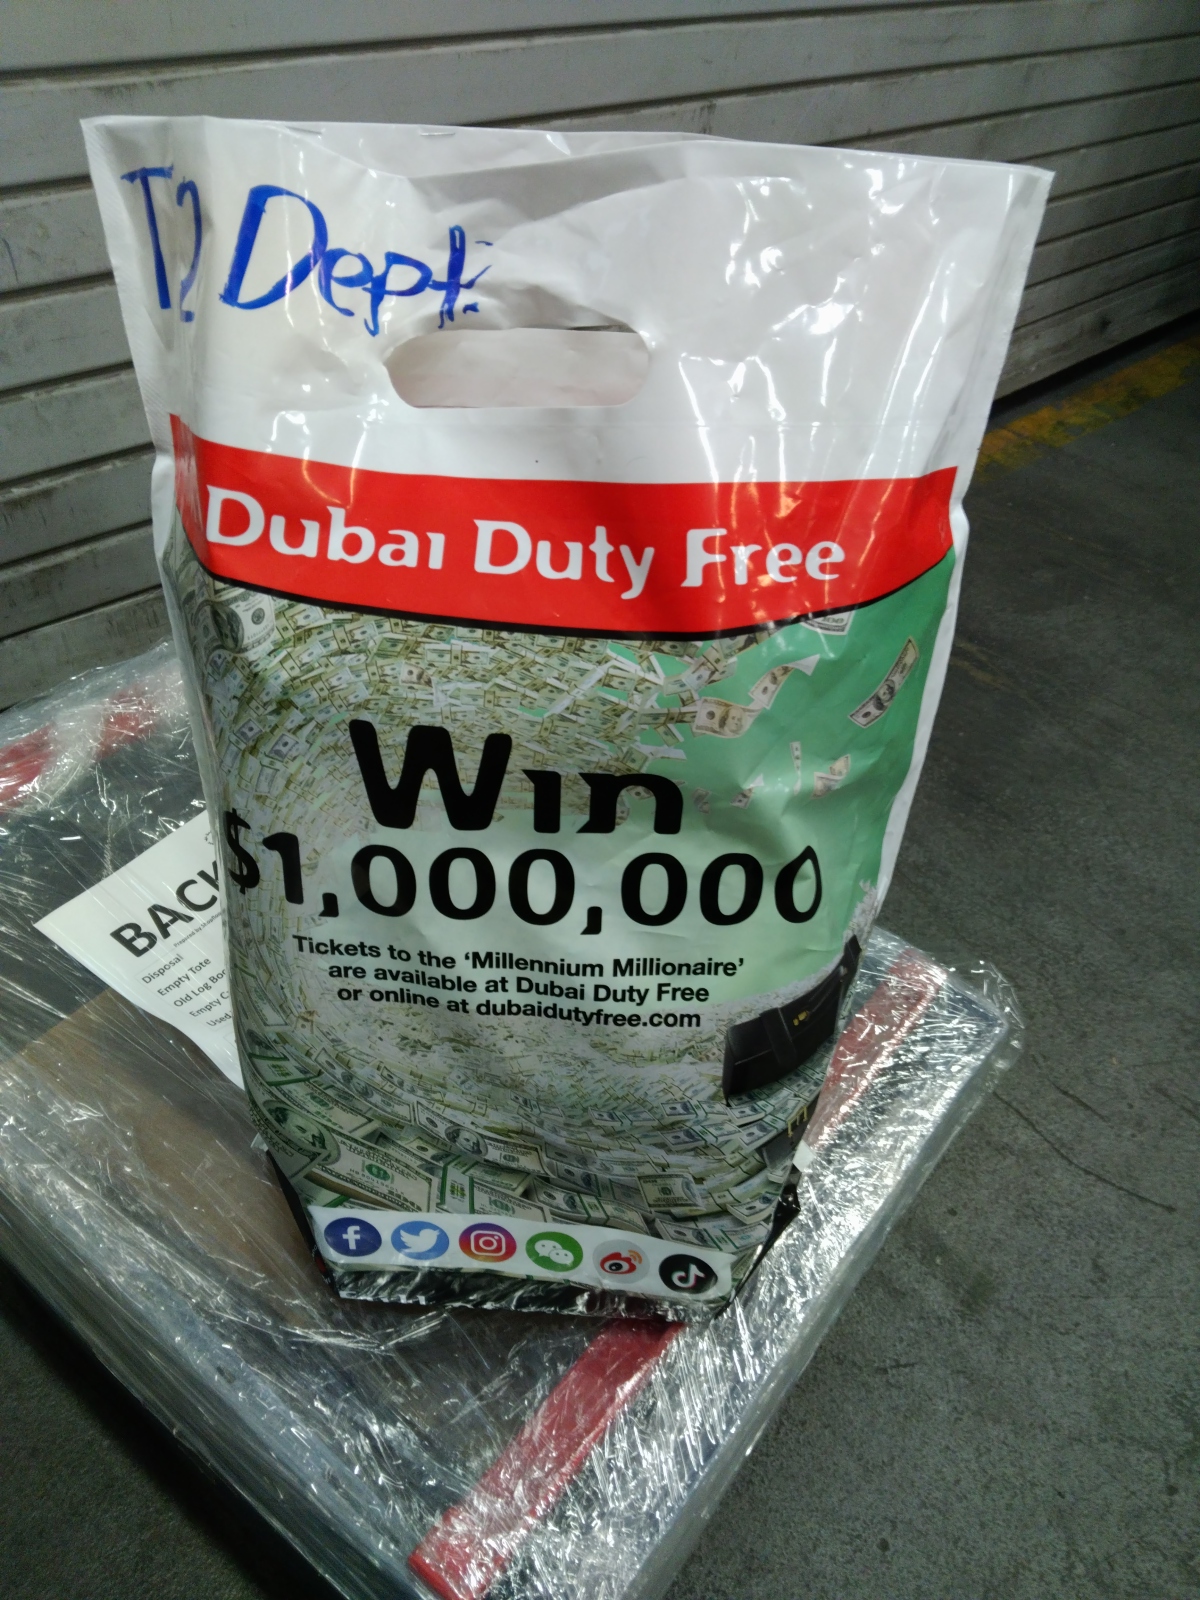 T2 Dept.
Dubai Duty Free
Win
$1,000,000
Tickets to the ‘Millennium Millionaire’
are available at Dubai Duty Free
or online at dubaidutyfree.com
BACK
Disposal
Empty Tote
Old Log
Empty
Used